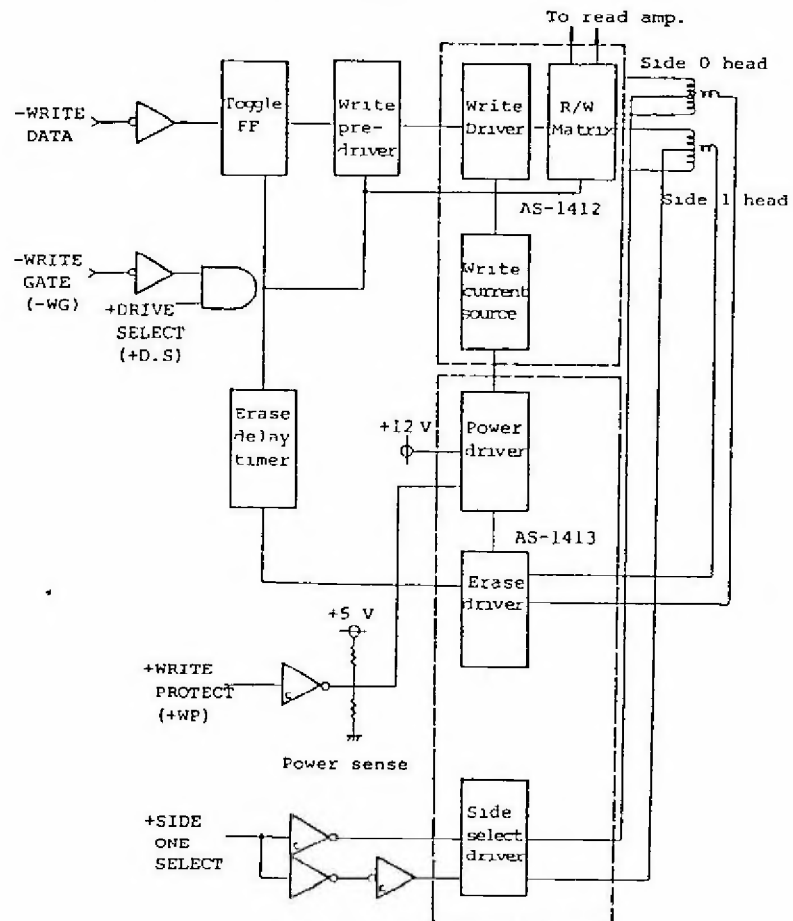 To read amp.
Side 0 head
-WRITE
DATA
Toggle
FF
Write
pre-
driver
Write
Driver
R/W
Matrix
AS-1412
Side 1 head
-WRITE
GATE
(-WG)
+DRIVE
SELECT
(+D.S)
Write
current
source
Erase
delay
timer
+12 V
Power
driver
AS-1413
Erase
driver
+5 V
+WRITE
PROTECT
(+WP)
Power sense
+SIDE
ONE
SELECT
Side
select
driver